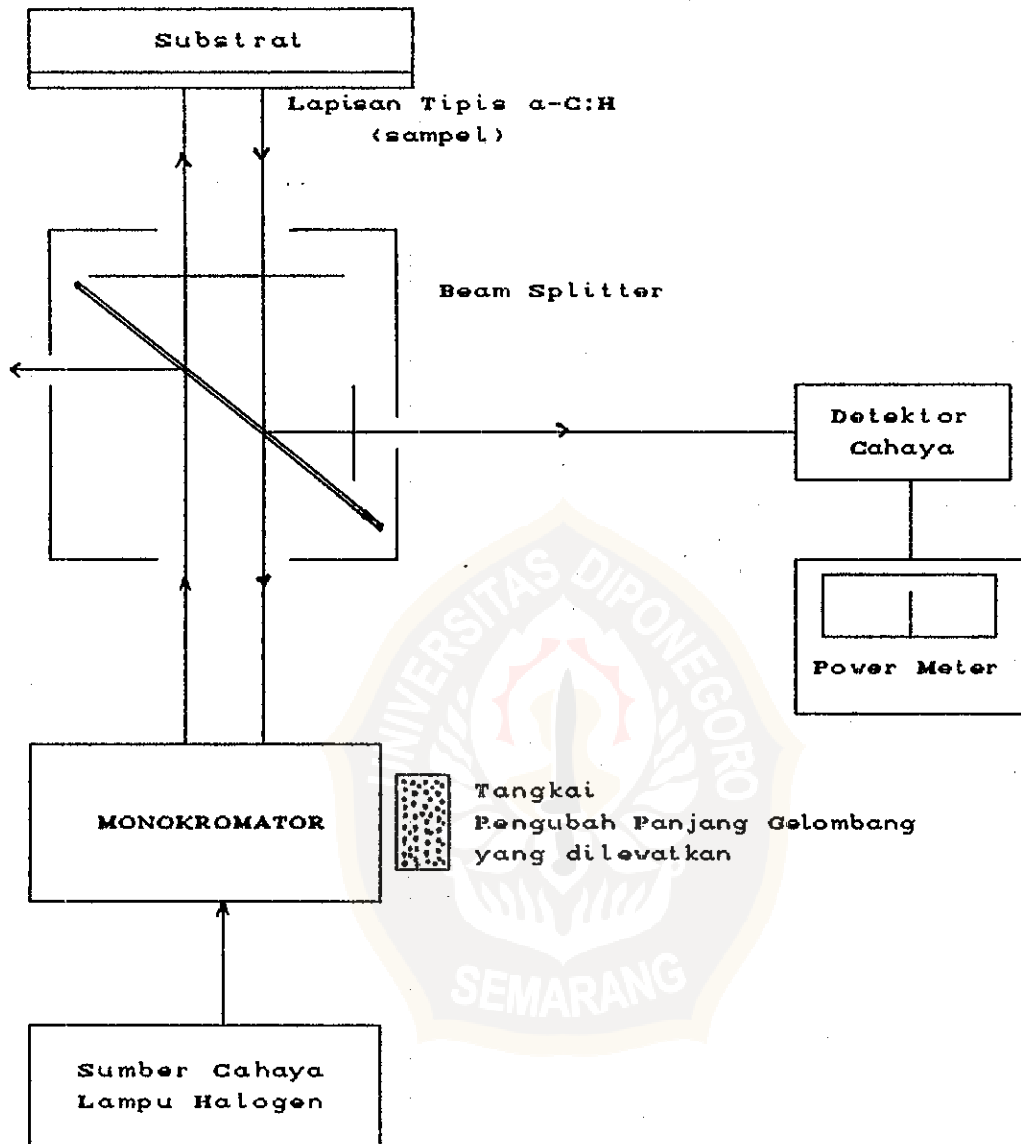 Substrat
Lapisan Tipis a-C:H
(sampel)
Beam Splitter
Detektor
Cahaya
Power Meter
MONOKROMATOR
Tangkai
Pengubah Panjang Gelombang
yang dilewatkan
Sumber Cahaya
Lampu Halogen
UNIVERSITAS DIPONEGORO
SEMARANG